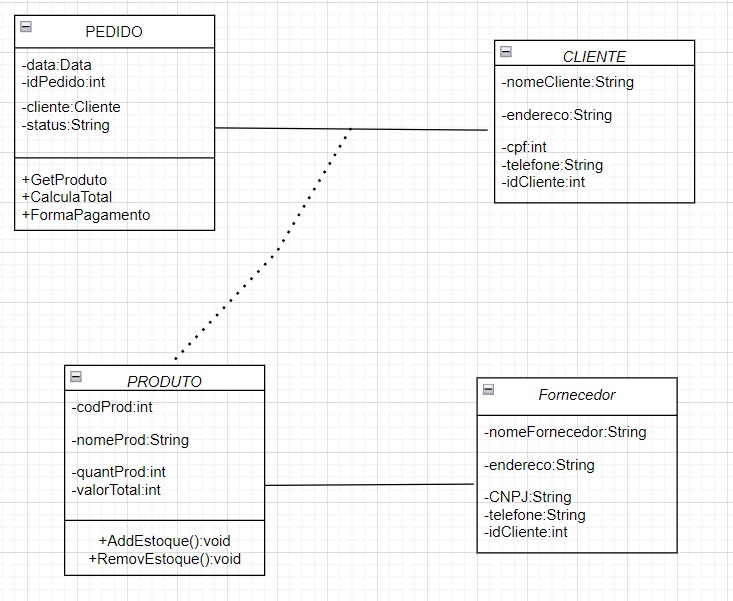 PEDIDO
-data:Data
-idPedido:int
-cliente:Cliente
-status:String
+GetProduto
+CalculaTotal
+FormaPagamento
CLIENTE
-nomeCliente:String
-endereco:String
-cpf:int
-telefone:String
-idCliente:int
PRODUTO
-codProd:int
-nomeProd:String
-quantProd:int
-valorTotal:int
+AddEstoque():void
+RemovEstoque():void
Fornecedor
-nomeFornecedor:String
-endereco:String
-CNPJ:String
-telefone:String
-idCliente:int